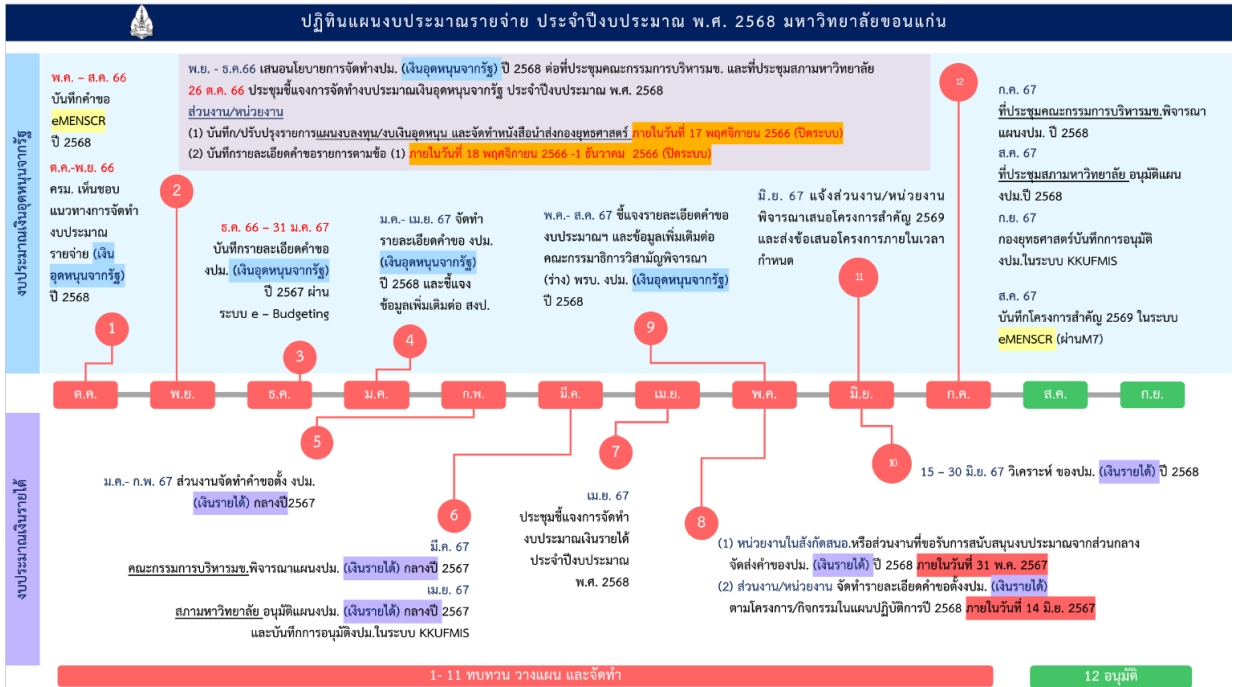 ปฏิทินแผนงบประมาณรายจ่าย ประจำปีงบประมาณ พ.ศ. 2568 มหาวิทยาลัยขอนแก่น
งบประมาณเงินอุดหนุนจากรัฐ
พ.ค. – ส.ค. 66
บันทึกคำขอ
eMENSCR
ปี 2568
ต.ค.-พ.ย. 66
ครม. เห็นชอบ
แนวทางการจัดทำ
งบประมาณ
รายจ่าย (เงิน
อุดหนุนจากรัฐ)
ปี 2568
1
พ.ย. - ธ.ค.66 เสนอนโยบายการจัดทำงปม. (เงินอุดหนุนจากรัฐ) ปี 2568 ต่อที่ประชุมคณะกรรมการบริหารมข. และที่ประชุมสภามหาวิทยาลัย
26 ต.ค. 66 ประชุมชี้แจงการจัดทำงบประมาณเงินอุดหนุนจากรัฐ ประจำปีงบประมาณ พ.ศ. 2568
ส่วนงาน/หน่วยงาน
(1) บันทึก/ปรับปรุงรายการแผนงบลงทุน/งบเงินอุดหนุน และจัดทำหนังสือนำส่งกองยุทธศาสตร์ ภายในวันที่ 17 พฤศจิกายน 2566 (ปิดระบบ)
(2) บันทึกรายละเอียดคำขอรายการตามข้อ (1) ภายในวันที่ 18 พฤศจิกายน 2566 -1 ธันวาคม 2566 (ปิดระบบ)
2
ธ.ค. 66 – 31 ม.ค. 67
บันทึกรายละเอียดคำขอ
งปม. (เงินอุดหนุนจากรัฐ)
ปี 2567 ผ่าน
ระบบ e – Budgeting
3
ม.ค.- เม.ย. 67 จัดทำ
รายละเอียดคำขอ งปม.
(เงินอุดหนุนจากรัฐ)
ปี 2568 และชี้แจง
ข้อมูลเพิ่มเติมต่อ สงป.
4
พ.ค.- ส.ค. 67 ชี้แจงรายละเอียดคำขอ
งบประมาณฯ และข้อมูลเพิ่มเติมต่อ
คณะกรรมาธิการวิสามัญพิจารณา
(ร่าง) พรบ. งปม. (เงินอุดหนุนจากรัฐ)
ปี 2568
9
มิ.ย. 67 แจ้งส่วนงาน/หน่วยงาน
พิจารณาเสนอโครงการสำคัญ 2569
และส่งข้อเสนอโครงการภายในเวลา
กำหนด
11
12
ก.ค. 67
ที่ประชุมคณะกรรมการบริหารมข.พิจารณา
แผนงปม. ปี 2568
ส.ค. 67
ที่ประชุมสภามหาวิทยาลัย อนุมัติแผน
งปม.ปี 2568
ก.ย. 67
กองยุทธศาสตร์บันทึกการอนุมัติ
งปม.ในระบบ KKUFMIS
ส.ค. 67
บันทึกโครงการสำคัญ 2569 ในระบบ
eMENSCR (ผ่านM7)
ต.ค. พ.ย. ธ.ค. ม.ค. ก.พ. มี.ค. เม.ย. พ.ค. มิ.ย. ก.ค. ส.ค. ก.ย.
งบประมาณเงินรายได้
5
ม.ค.- ก.พ. 67 ส่วนงานจัดทำคำขอตั้ง งปม.
(เงินรายได้) กลางปี2567
6
มี.ค. 67
คณะกรรมการบริหารมข.พิจารณาแผนงปม. (เงินรายได้) กลางปี 2567
เม.ย. 67
สภามหาวิทยาลัย อนุมัติแผนงปม. (เงินรายได้) กลางปี 2567
และบันทึกการอนุมัติงปม.ในระบบ KKUFMIS
7
เม.ย. 67
ประชุมชี้แจงการจัดทำ
งบประมาณเงินรายได้
ประจำปีงบประมาณ
พ.ศ. 2568
8
(1) หน่วยงานในสังกัดสนอ.หรือส่วนงานที่ขอรับการสนับสนุนงบประมาณจากส่วนกลาง
จัดส่งคำของปม. (เงินรายได้) ปี 2568 ภายในวันที่ 31 พ.ค. 2567
(2) ส่วนงาน/หน่วยงาน จัดทำรายละเอียดคำขอตั้งงปม. (เงินรายได้)
ตามโครงการ/กิจกรรมในแผนปฏิบัติการปี 2568 ภายในวันที่ 14 มิ.ย. 2567
10
15 – 30 มิ.ย. 67 วิเคราะห์ ของปม. (เงินรายได้) ปี 2568
1- 11 ทบทวน วางแผน และจัดทำ
12 อนุมัติ